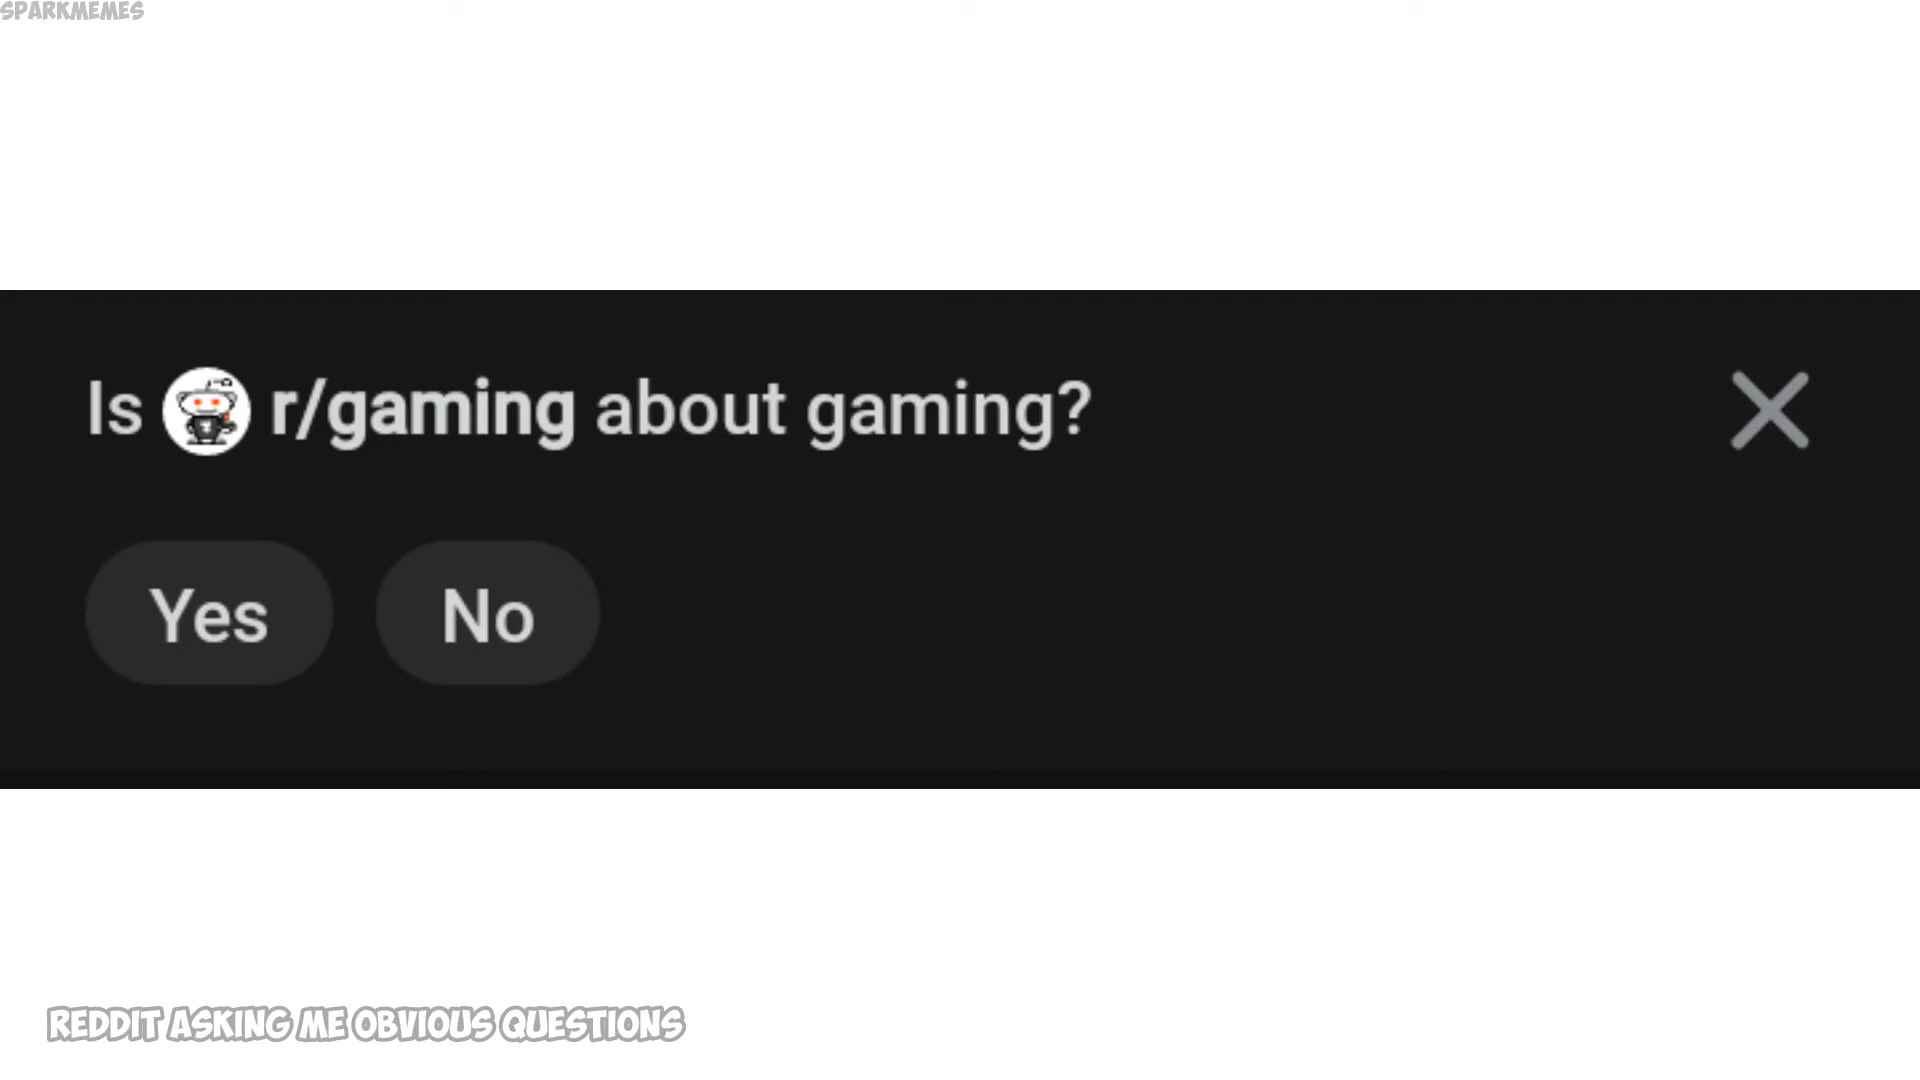 SPARKMEMES
Is r/gaming about gaming?
Yes No
REDDIT ASKING ME OBVIOUS QUESTIONS